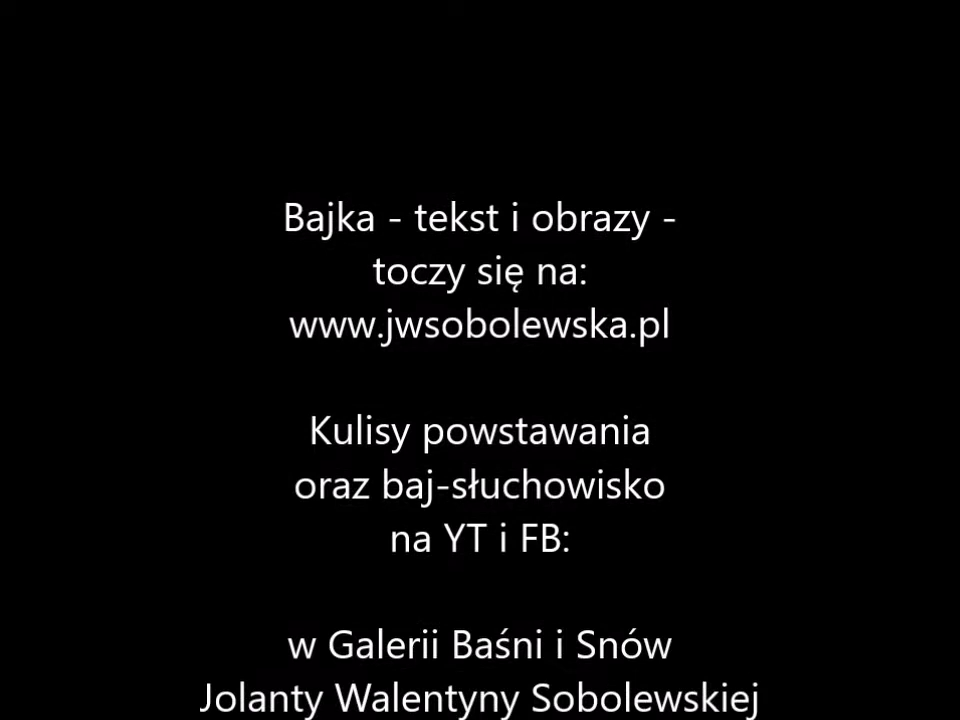 Bajka - tekst i obrazy -
toczy się na:
www.jwsobolewska.pl
Kulisy powstawania
oraz baj-słuchowisko
na YT i FB:
w Galerii Baśni i Snów
Jolanty Walentyny Sobolewskiej